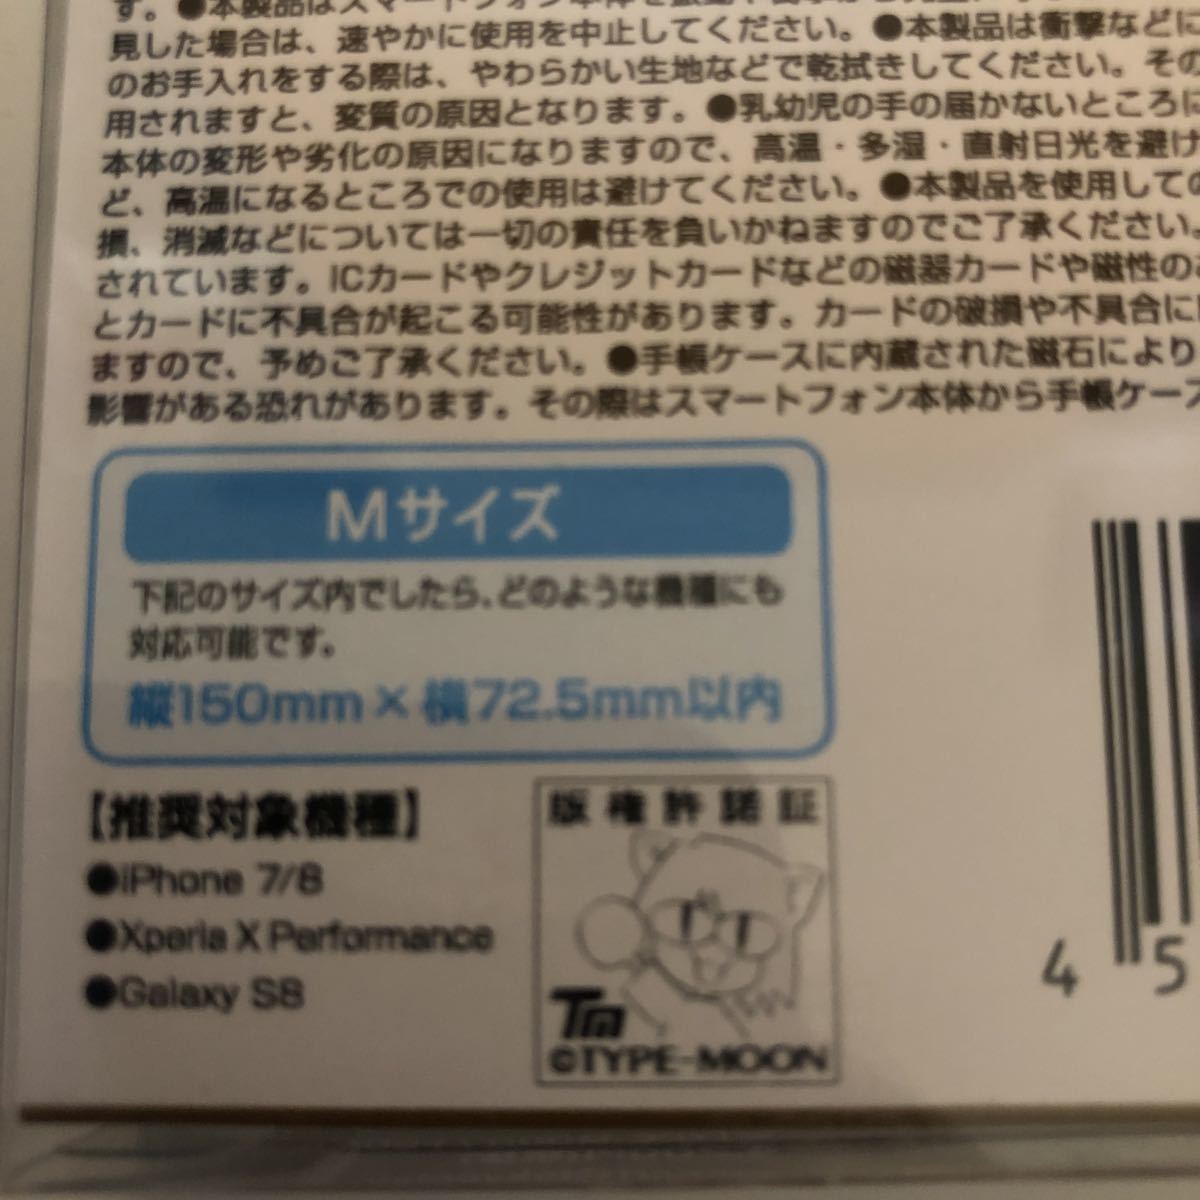 す。●本製品はスマートフォン本体を
見した場合は、速やかに使用を中止してください。●本製品は衝撃などに
のお手入れをする際は、やわらかい生地などで乾拭きしてください。その
用されますと、変質の原因となります。●乳幼児の手の届かないところに
本体の変形や劣化の原因になりますので、高温・多湿・直射日光を避け
ど、高温になるところでの使用は避けてください。●本製品を使用しての
損、消滅などについては一切の責任を負いかねますのでご了承ください。
されています。ICカードやクレジットカードなどの磁器カードや磁性の
とカードに不具合が起こる可能性があります。カードの破損や不具合に
ますので、予めご了承ください。●手帳ケースに内蔵された磁石により
影響がある恐れがあります。その際はスマートフォン本体から手帳ケース
Mサイズ
下記のサイズ内でしたら、どのような機種にも
対応可能です。
縦150mm×横72.5mm以内
【推奨対象機種】
●iPhone 7/8
●Xperia X Performance
●Galaxy S8
版権許諾証
Tm
©TYPE-MOON
4 5